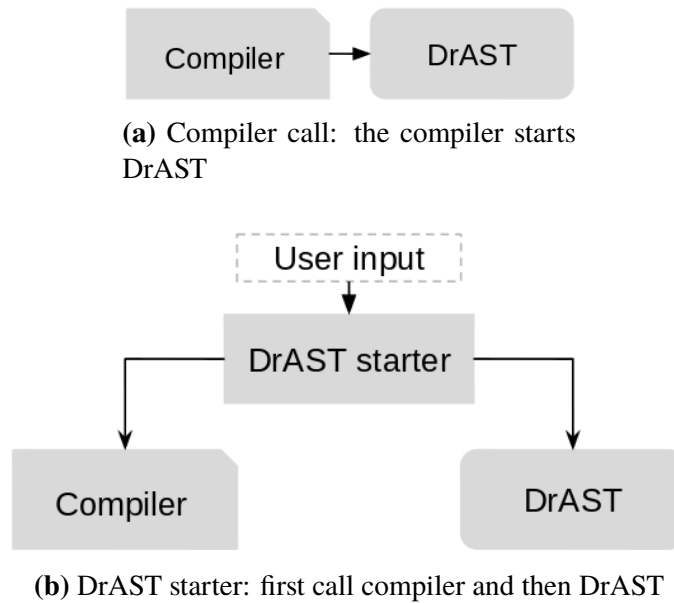 Compiler
DrAST
(a) Compiler call: the compiler starts
DrAST
User input
DrAST starter
Compiler
DrAST
(b) DrAST starter: first call compiler and then DrAST